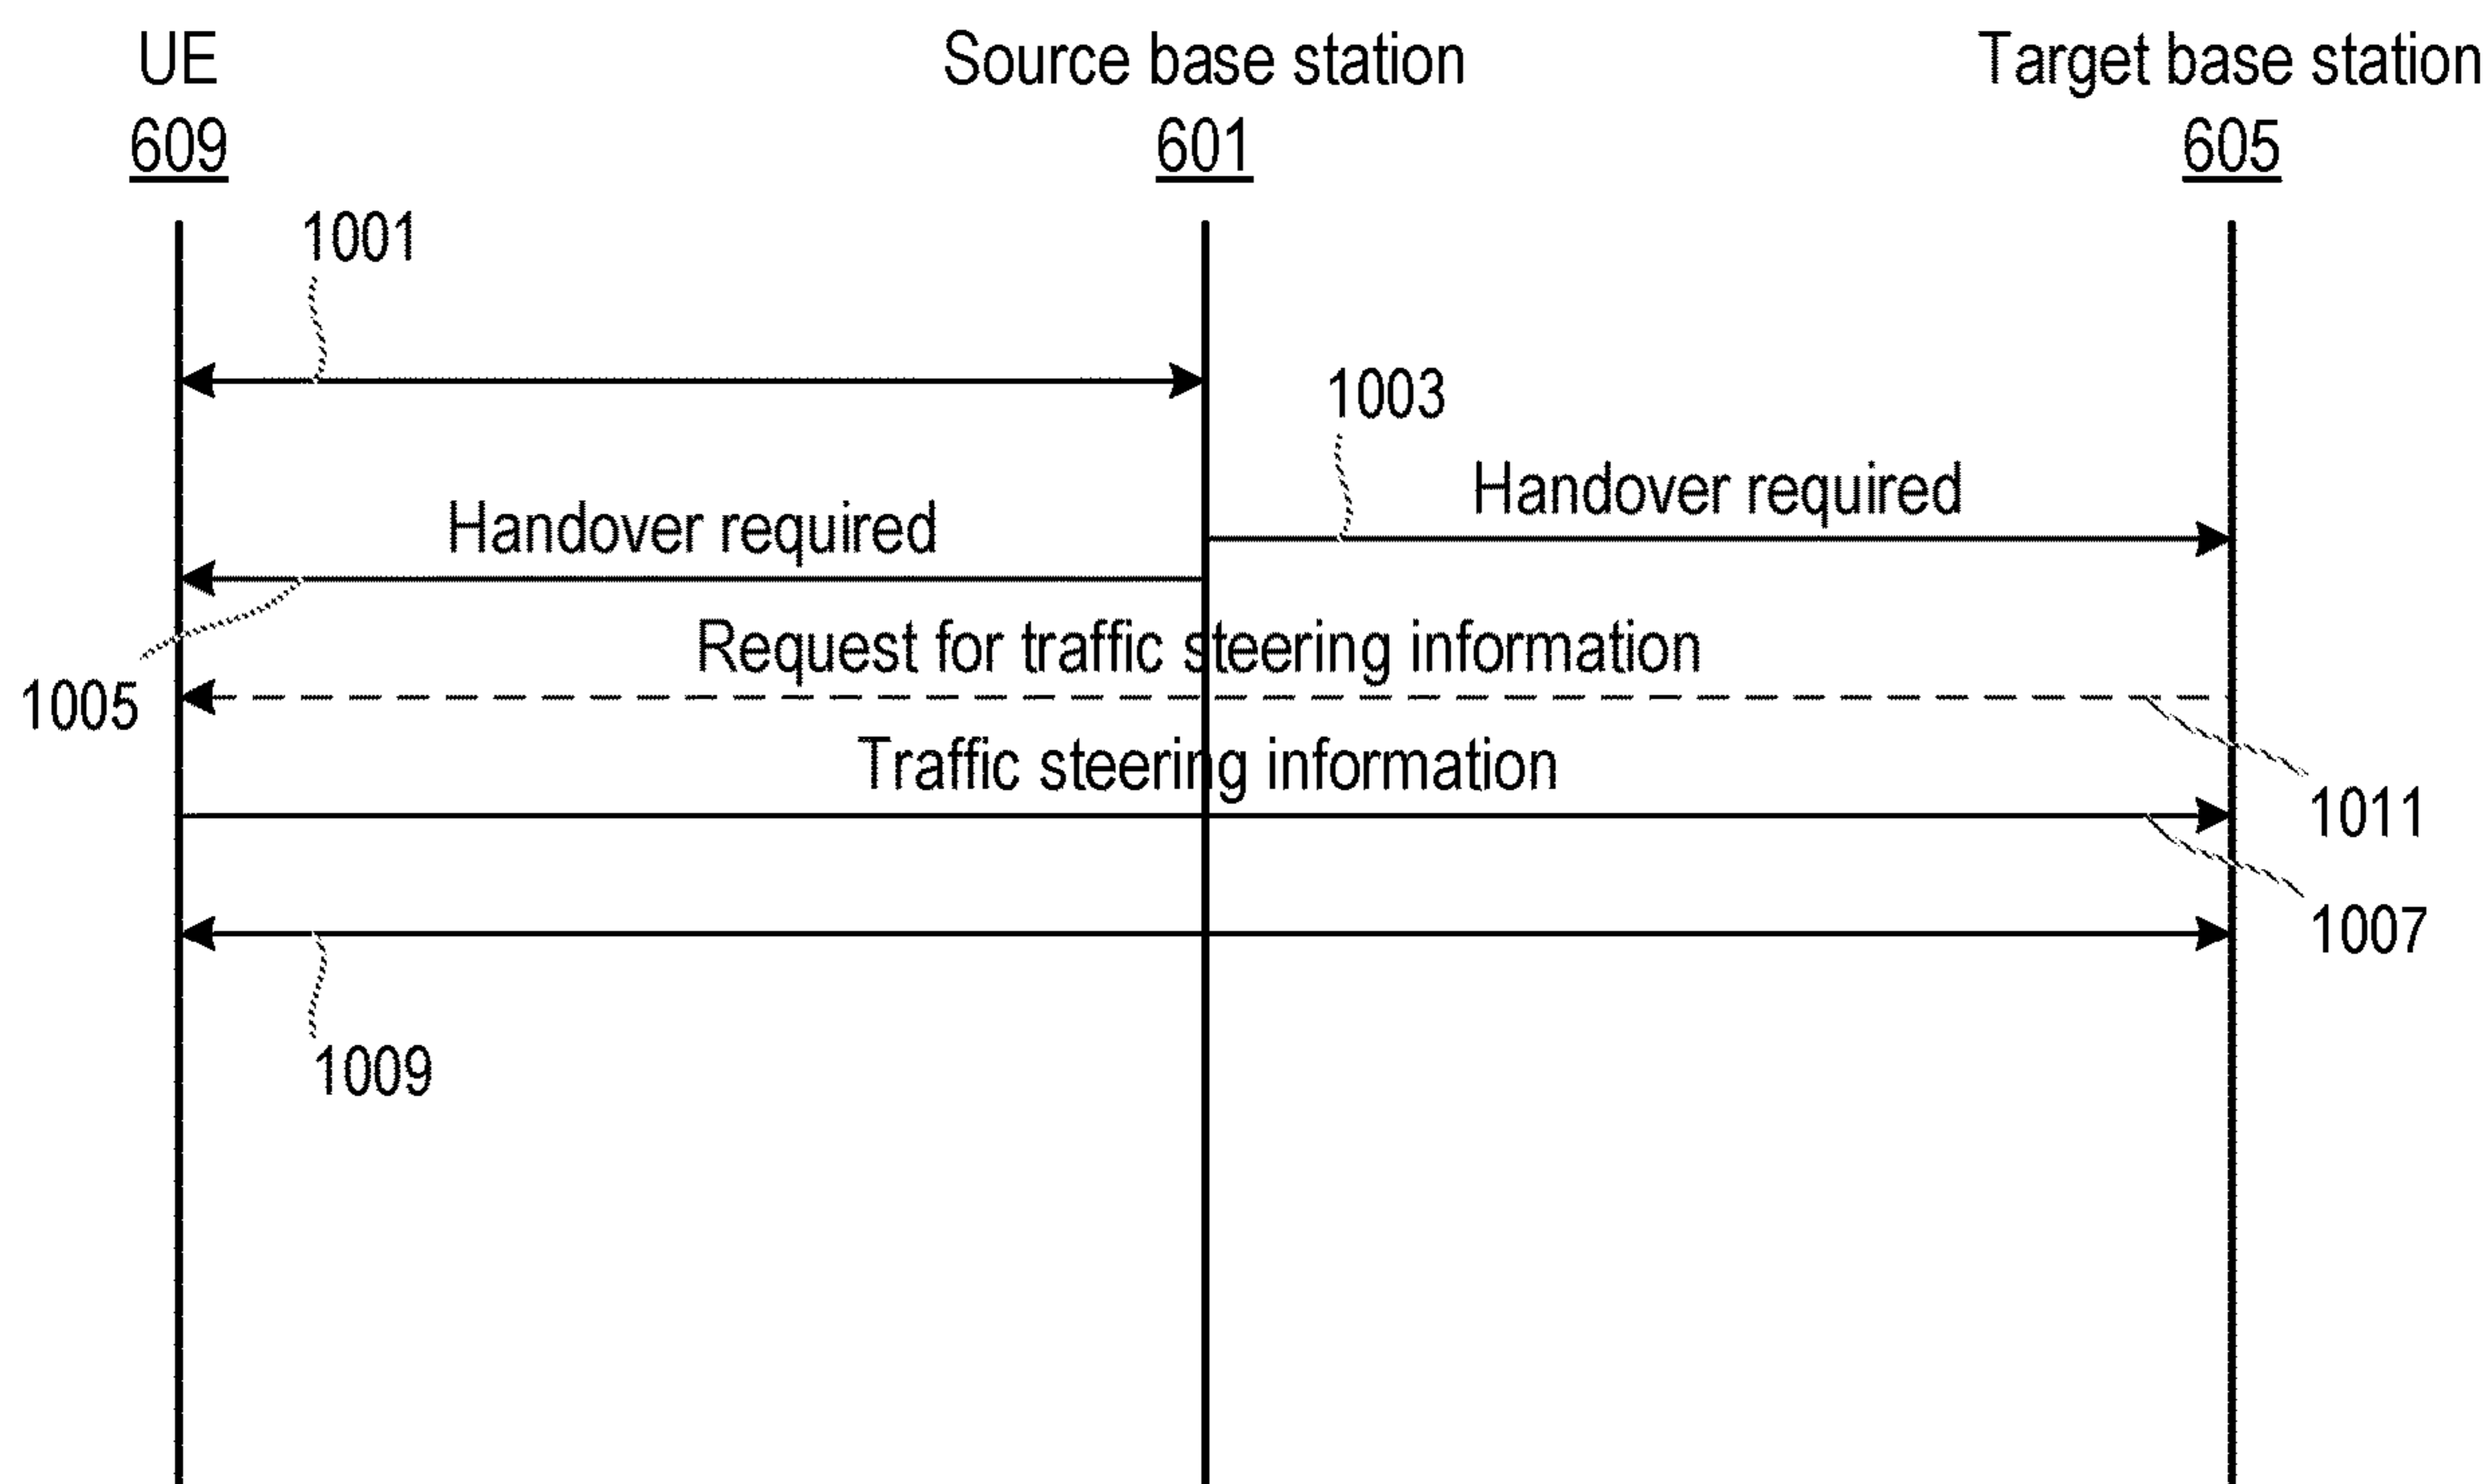 UE
609
Source base station
601
Target base station
605
1001
1003
Handover required
Handover required
1005
Request for traffic steering information
1011
Traffic steering information
1007
1009